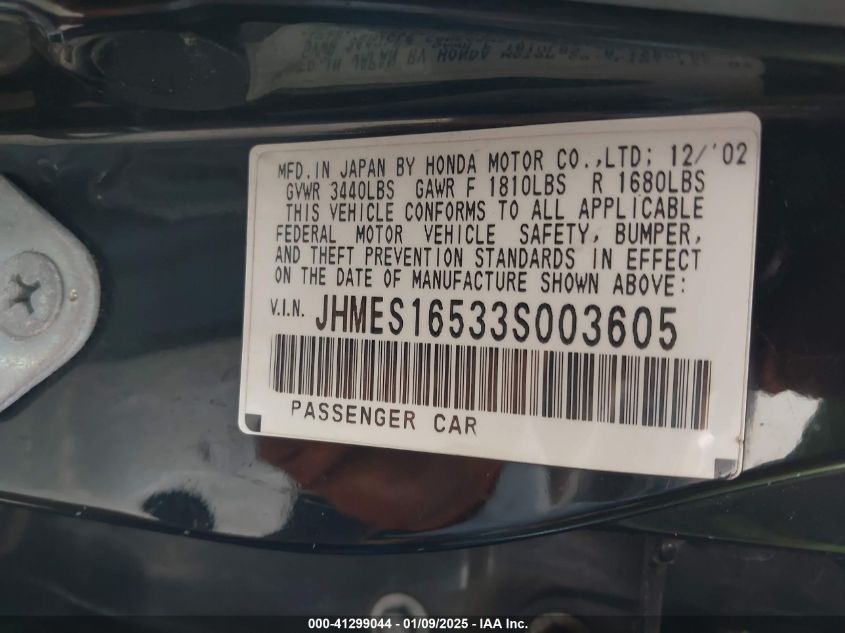 MFD.IN JAPAN BY HONDA MOTOR CO.,LTD: 12/'02
GVWR 3440LBS GAWR F 1810LBS R 1680LBS
THIS VEHICLE CONFORMS TO ALL APPLICABLE
FEDERAL MOTOR VEHICLE SAFETY, BUMPER,
AND THEFT PREVENTION STANDARDS IN EFFECT
ON THE DATE OF MANUFACTURE SHOWN ABOVE:
V.I.N. JHMES16533S003605
PASSENGER CAR
000-41299044 - 01/09/2025 - IAA Inc.